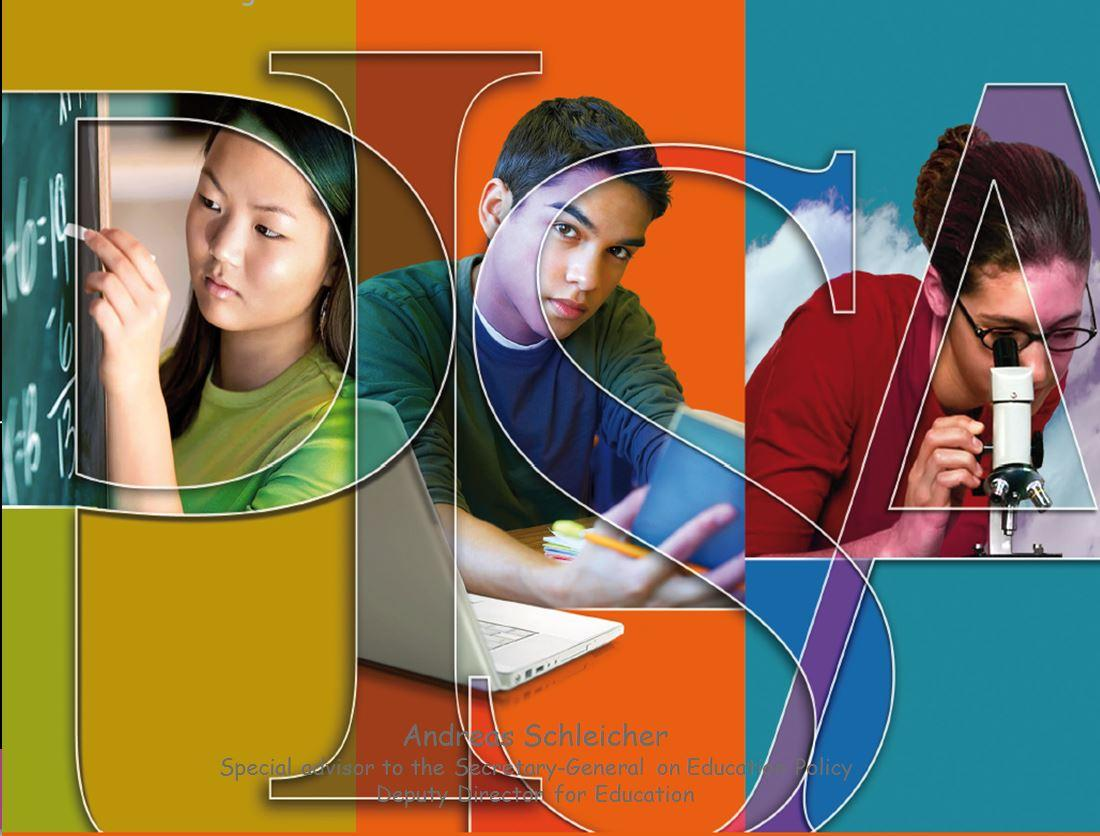 PISA
Andreas Schleicher
Special advisor to the Secretary-General on Education Policy
Deputy Director for Education